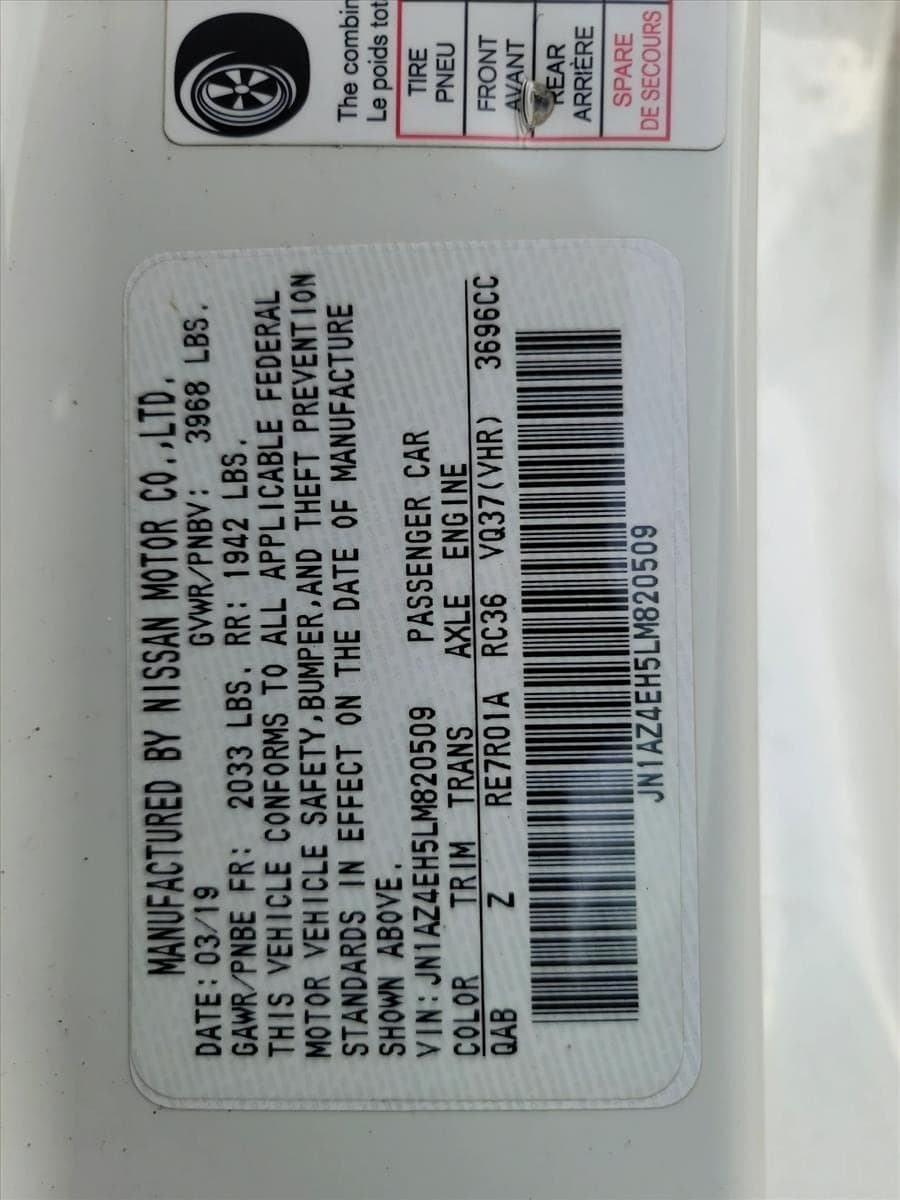 MANUFACTURED BY NISSAN MOTOR CO.,LTD.
DATE: 03/19 GVWR/PNBV: 3968 LBS.
GAWR/PNBE FR: 2033 LBS. RR: 1942 LBS.
THIS VEHICLE CONFORMS TO ALL APPLICABLE FEDERAL
MOTOR VEHICLE SAFETY,BUMPER,AND THEFT PREVENTION
STANDARDS IN EFFECT ON THE DATE OF MANUFACTURE
SHOWN ABOVE.
VIN: JN1AZ4EH5LM820509 PASSENGER CAR
COLOR TRIM TRANS AXLE ENGINE
QAB Z RE7R01A RC36 VQ37(VHR) 3696CC
JN1AZ4EH5LM820509
The combin
Le poids tot
TIRE
PNEU
FRONT
AVANT
REAR
ARRIÈRE
SPARE
DE SECOURS